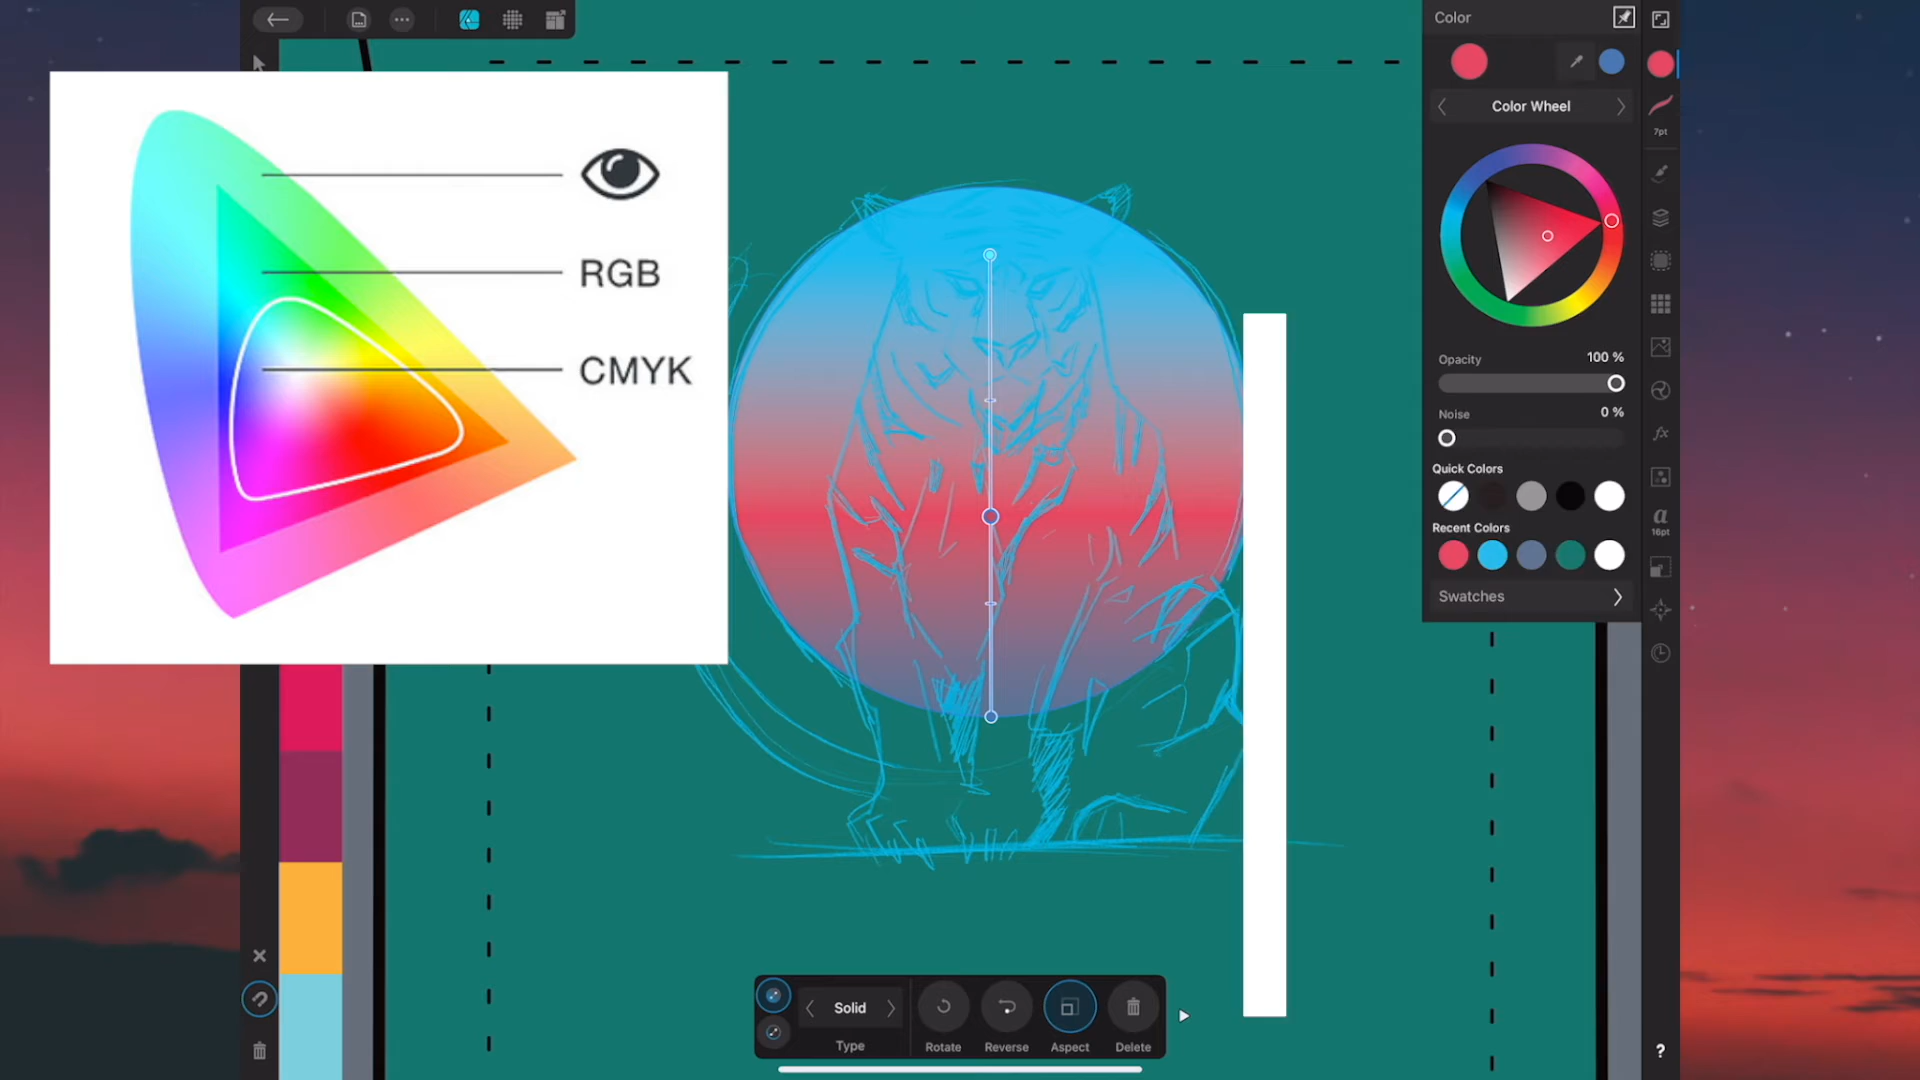 RGB
CMYK
Color
Color Wheel
7pt
Opacity
100 %
Noise
0 %
Quick Colors
Recent Colors
Swatches
fx
a
16pt
?
Solid
Type
Rotate
Reverse
Aspect
Delete